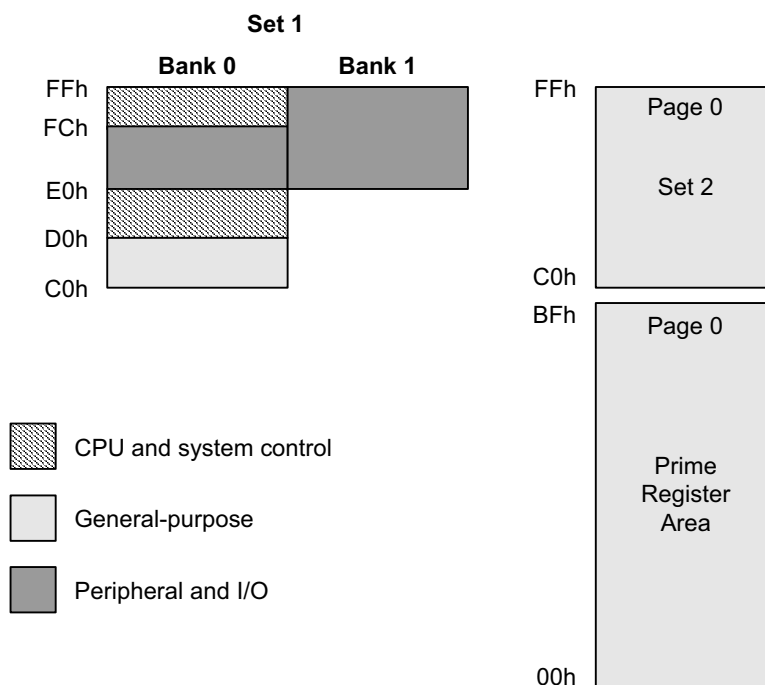 Set 1
Bank 0 Bank 1
FFh
FCh
E0h
D0h
C0h
FFh
Page 0
Set 2
C0h
BFh
Page 0
Prime
Register
Area
00h
CPU and system control
General-purpose
Peripheral and I/O